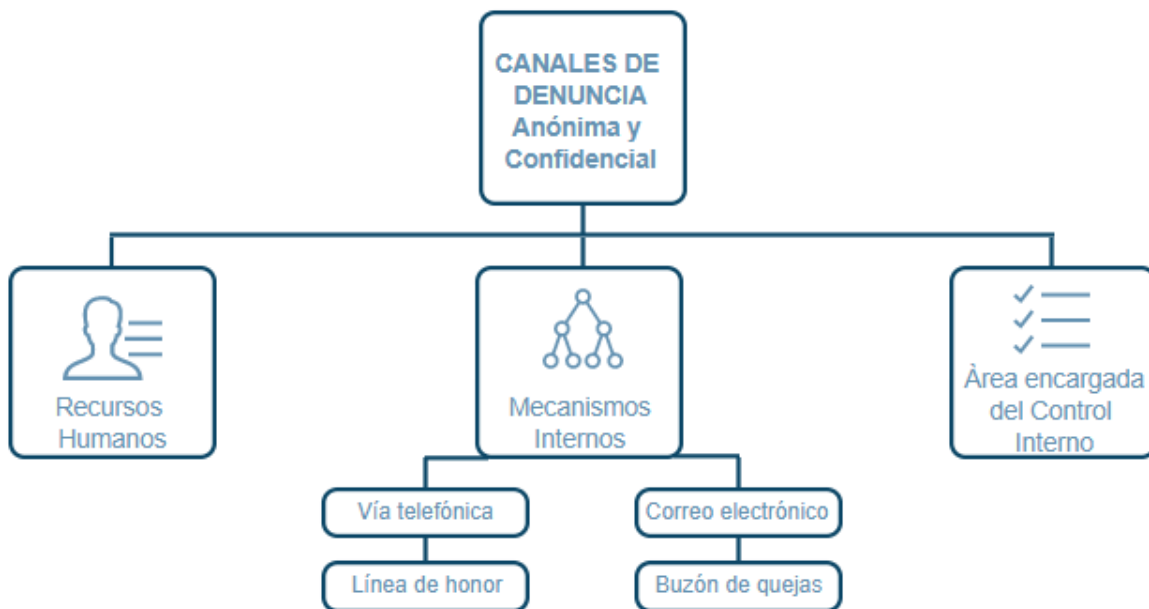 CANALES DE
DENUNCIA
Anónima y
Confidencial
Recursos
Humanos
Mecanismos
Internos
Àrea encargada
del Control
Interno
Vía telefónica
Correo electrónico
Línea de honor
Buzón de quejas